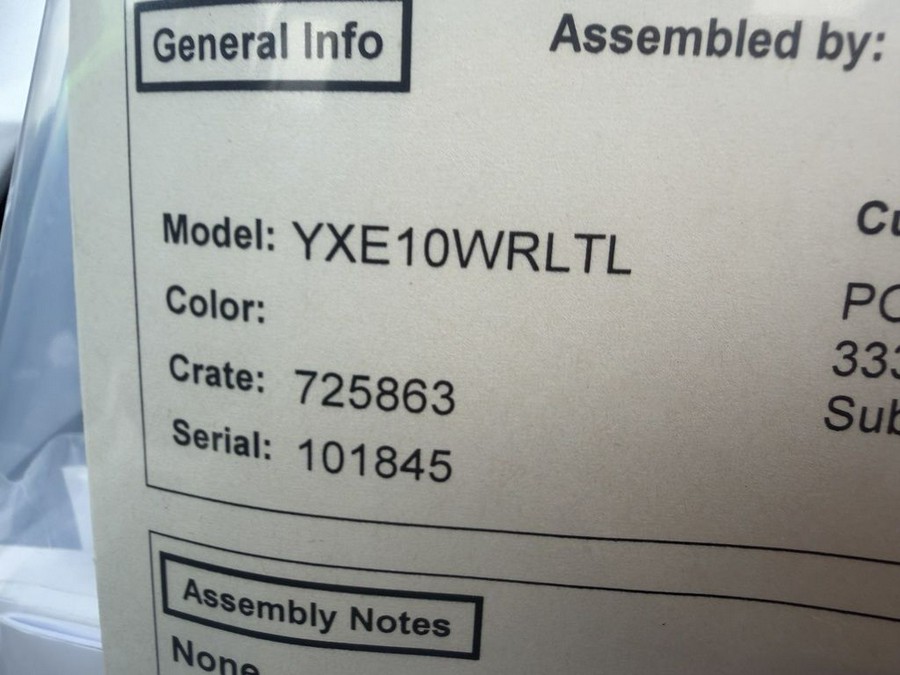 General Info
Assembled by:
Model: YXE10WRLTL
Color:
Crate: 725863
Serial: 101845
Assembly Notes
None